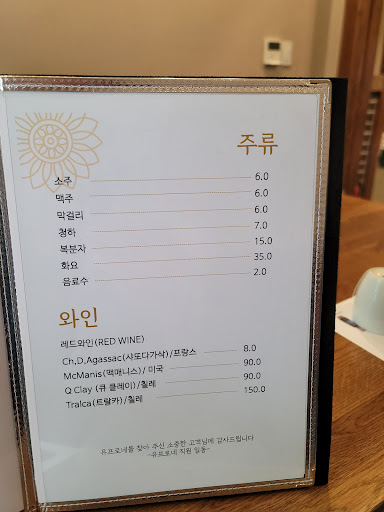 주류
소주 6.0
맥주 6.0
막걸리 6.0
청하 7.0
복분자 15.0
화요 35.0
음료수 2.0
와인
레드와인(RED WINE)
Ch,D,Agassac(샤또다가삭)/프랑스 8.0
McManis(맥매니스)/ 미국 90.0
Q Clay (큐 클레이)/칠레 90.0
Tralca(트랄카)/칠레 150.0
유프로네를 찾아 주신 소중한 고객님께 감사드립니다
-유프로네 직원 일동-